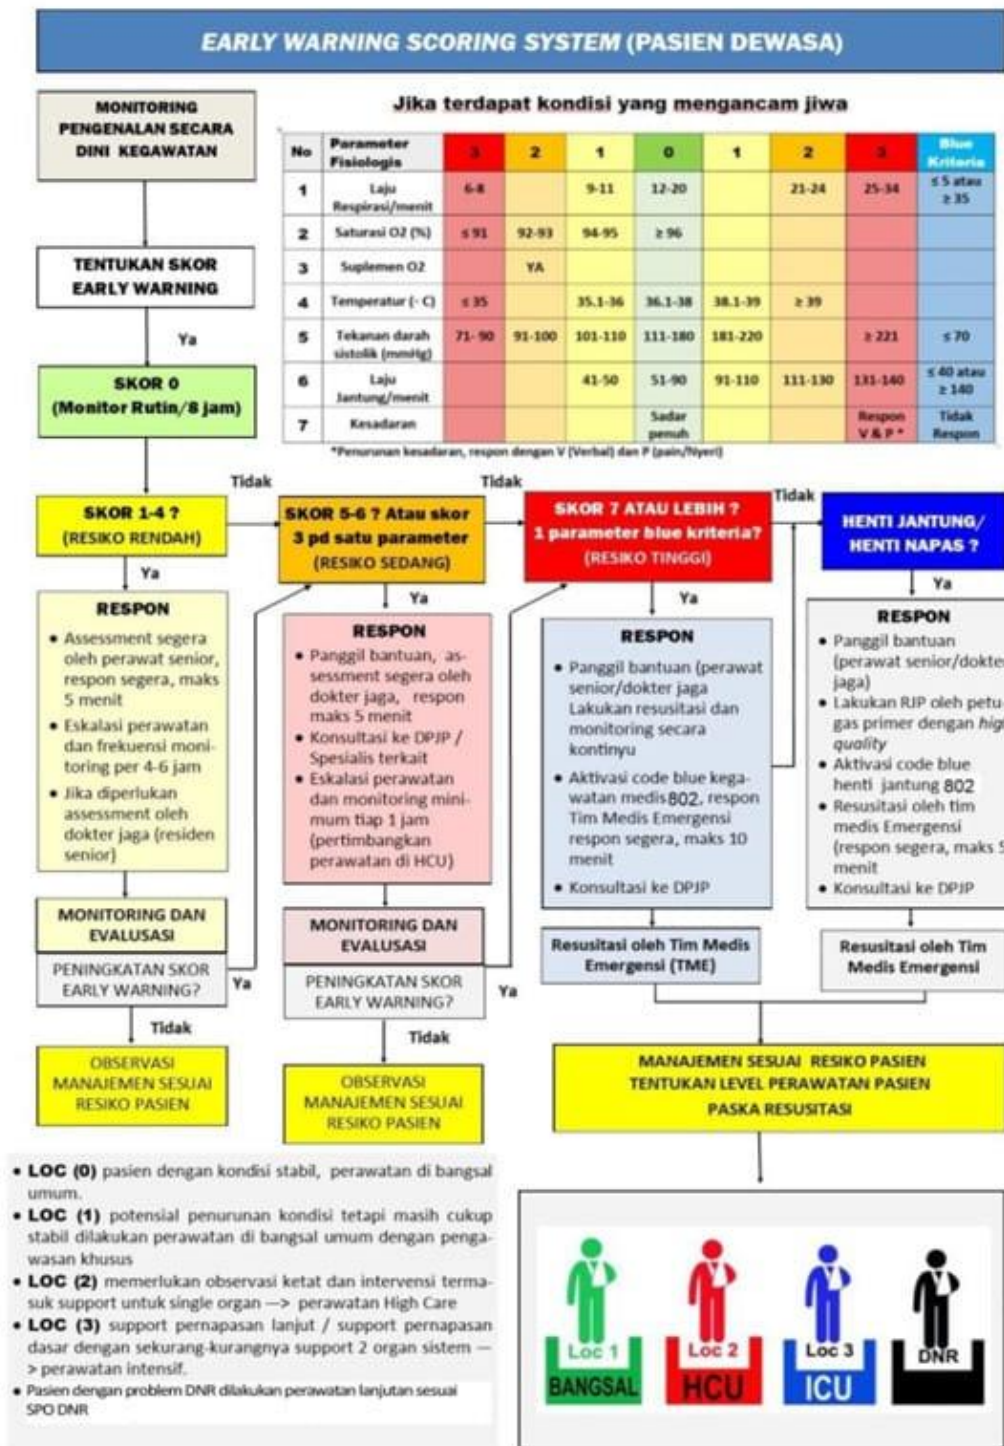 EARLY WARNING SCORING SYSTEM (PASIEN DEWASA)
MONITORING
PENGENALAN SECARA
DINI KEGAWATAN
TENTUKAN SKOR
EARLY WARNING
Ya
SKOR 0
(Monitor Rutin/8 jam)
Jika terdapat kondisi yang mengancam jiwa
No Parameter Fisiologis 3 2 1 0 1 2 3 Blue Kriteria
1 Laju Respirasi/menit 6-8 9-11 12-20 21-24 25-34 ≤ 5 atau ≥ 35
2 Saturasi O2 (%) ≤ 91 92-93 94-95 ≥ 96
3 Suplemen O2 YA
4 Temperatur (◦ C) ≤ 35 35.1-36 36.1-38 38.1-39 ≥ 39
5 Tekanan darah sistolik (mmHg) 71- 90 91-100 101-110 111-180 181-220 ≥ 221 ≤ 70
6 Laju Jantung/menit 41-50 51-90 91-110 111-130 131-140 ≤ 40 atau ≥ 140
7 Kesadaran Sadar penuh Respon V & P * Tidak Respon
*Penurunan kesadaran, respon dengan V (Verbal) dan P (pain/Nyeri)
Tidak
Tidak
Tidak
SKOR 1-4 ?
(RESIKO RENDAH)
Ya
RESPON
• Assessment segera
oleh perawat senior,
respon segera, maks
5 menit
• Eskalasi perawatan
dan frekuensi moni-
toring per 4-6 jam
• Jika diperlukan
assessment oleh
dokter jaga (residen
senior)
MONITORING DAN
EVALUSASI
PENINGKATAN SKOR
EARLY WARNING?
Ya
Tidak
OBSERVASI
MANAJEMEN SESUAI
RESIKO PASIEN
SKOR 5-6 ? Atau skor
3 pd satu parameter
(RESIKO SEDANG)
Ya
RESPON
• Panggil bantuan, as-
sessment segera oleh
dokter jaga, respon
maks 5 menit
• Konsultasi ke DPJP /
Spesialis terkait
• Eskalasi perawatan
dan monitoring mini-
mum tiap 1 jam
(pertimbangkan
perawatan di HCU)
MONITORING DAN
EVALUSASI
PENINGKATAN SKOR
EARLY WARNING?
Ya
Tidak
OBSERVASI
MANAJEMEN SESUAI
RESIKO PASIEN
SKOR 7 ATAU LEBIH ?
1 parameter blue kriteria?
(RESIKO TINGGI)
Ya
RESPON
• Panggil bantuan (perawat
senior/dokter jaga
Lakukan resusitasi dan
monitoring secara
kontinyu
• Aktivasi code blue kega-
watan medis 802, respon
Tim Medis Emergensi
respon segera, maks 10
menit
• Konsultasi ke DPJP
Resusitasi oleh Tim Medis
Emergensi (TME)
HENTI JANTUNG/
HENTI NAPAS ?
Ya
RESPON
• Panggil bantuan
(perawat senior/dokter
jaga)
• Lakukan RJP oleh petu-
gas primer dengan hig
quality
• Aktivasi code blue
henti jantung 802
• Resusitasi oleh tim
medis Emergensi
(respon segera, maks 5
menit
• Konsultasi ke DPJP
Resusitasi oleh Tim
Medis Emergensi
MANAJEMEN SESUAI RESIKO PASIEN
TENTUKAN LEVEL PERAWATAN PASIEN
PASKA RESUSITASI
• LOC (0) pasien dengan kondisi stabil, perawatan di bangsal
umum.
• LOC (1) potensial penurunan kondisi tetapi masih cukup
stabil dilakukan perawatan di bangsal umum dengan penga-
wasan khusus
• LOC (2) memerlukan observasi ketat dan intervensi terma-
suk support untuk single organ —> perawatan High Care
• LOC (3) support pernapasan lanjut / support pernapasan
dasar dengan sekurang-kurangnya support 2 organ sistem —
> perawatan intensif.
• Pasien dengan problem DNR dilakukan perawatan lanjutan sesuai
SPO DNR
Loc 1
BANGSAL
Loc 2
HCU
Loc 3
ICU
DNR